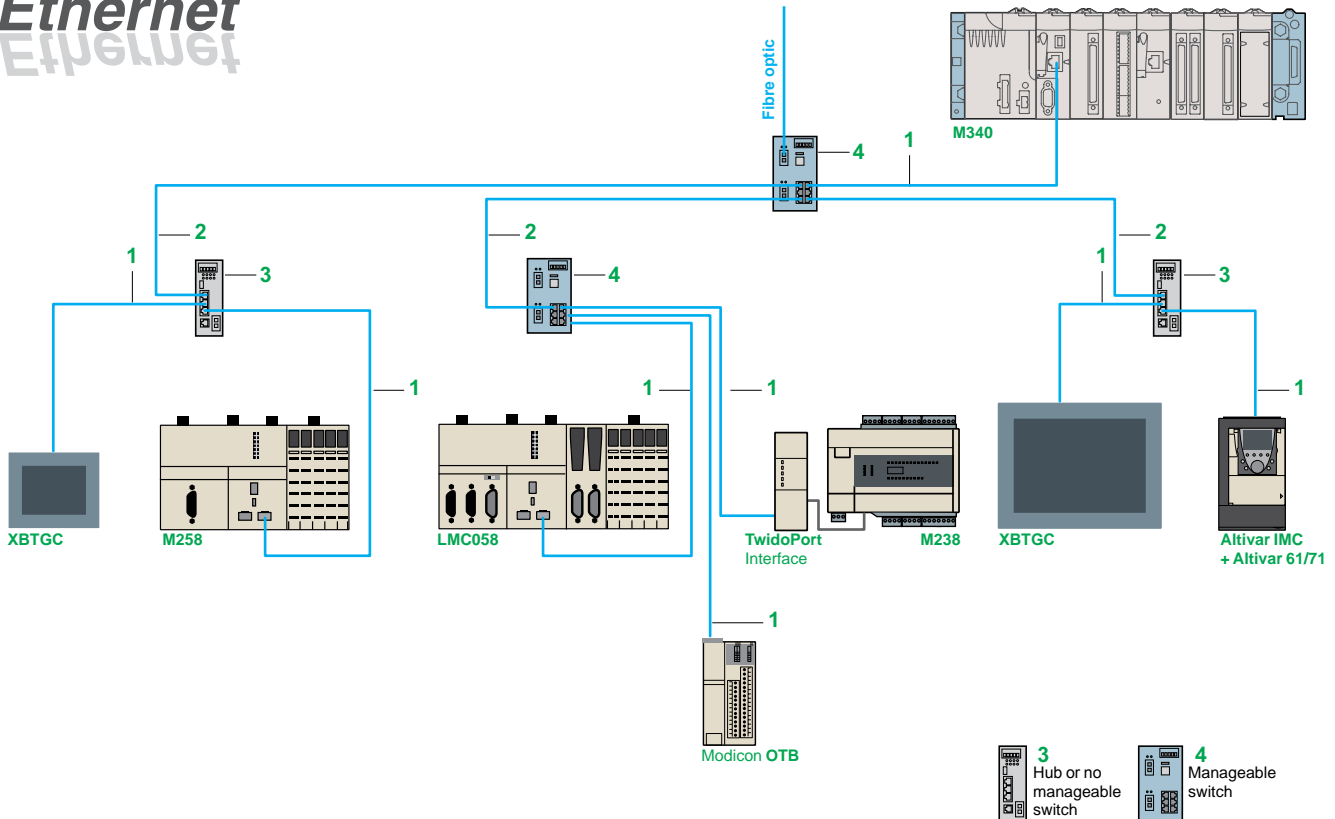 Ethernet
Fibre optic
M340
4
1
2
2
2
1
3
4
1
3
1
1
1
1
XBTGC
M258
LMC058
TwidoPort
Interface
M238
XBTGC
Altivar IMC
+ Altivar 61/71
1
Modicon OTB
3
Hub or no
manageable
switch
4
Manageable
switch